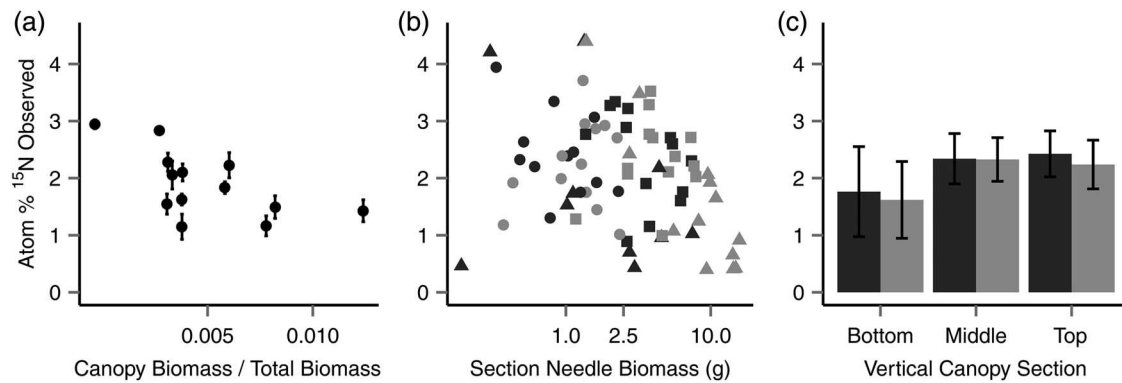 (a)
(b)
(c)
Atom % ¹⁵N Observed
4
3
2
1
0
0.005
0.010
Canopy Biomass / Total Biomass
4
3
2
1
0
1.0
2.5
10.0
Section Needle Biomass (g)
4
3
2
1
0
Bottom
Middle
Top
Vertical Canopy Section